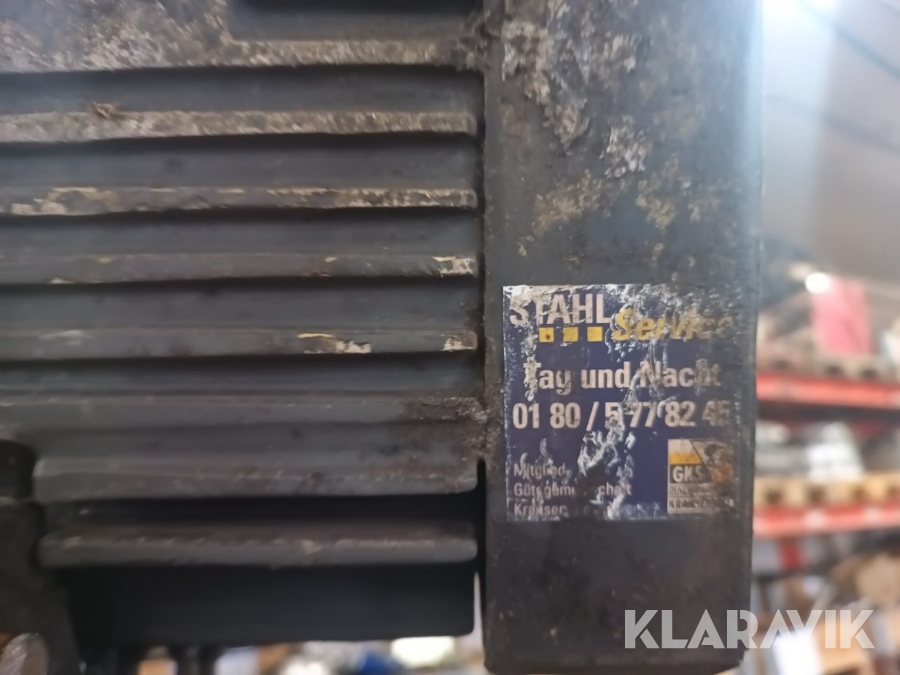 STAHL
Service
Tag und Nacht
01 80 / 5 77 82 45
Mitglied
GKS
KLARAVIK